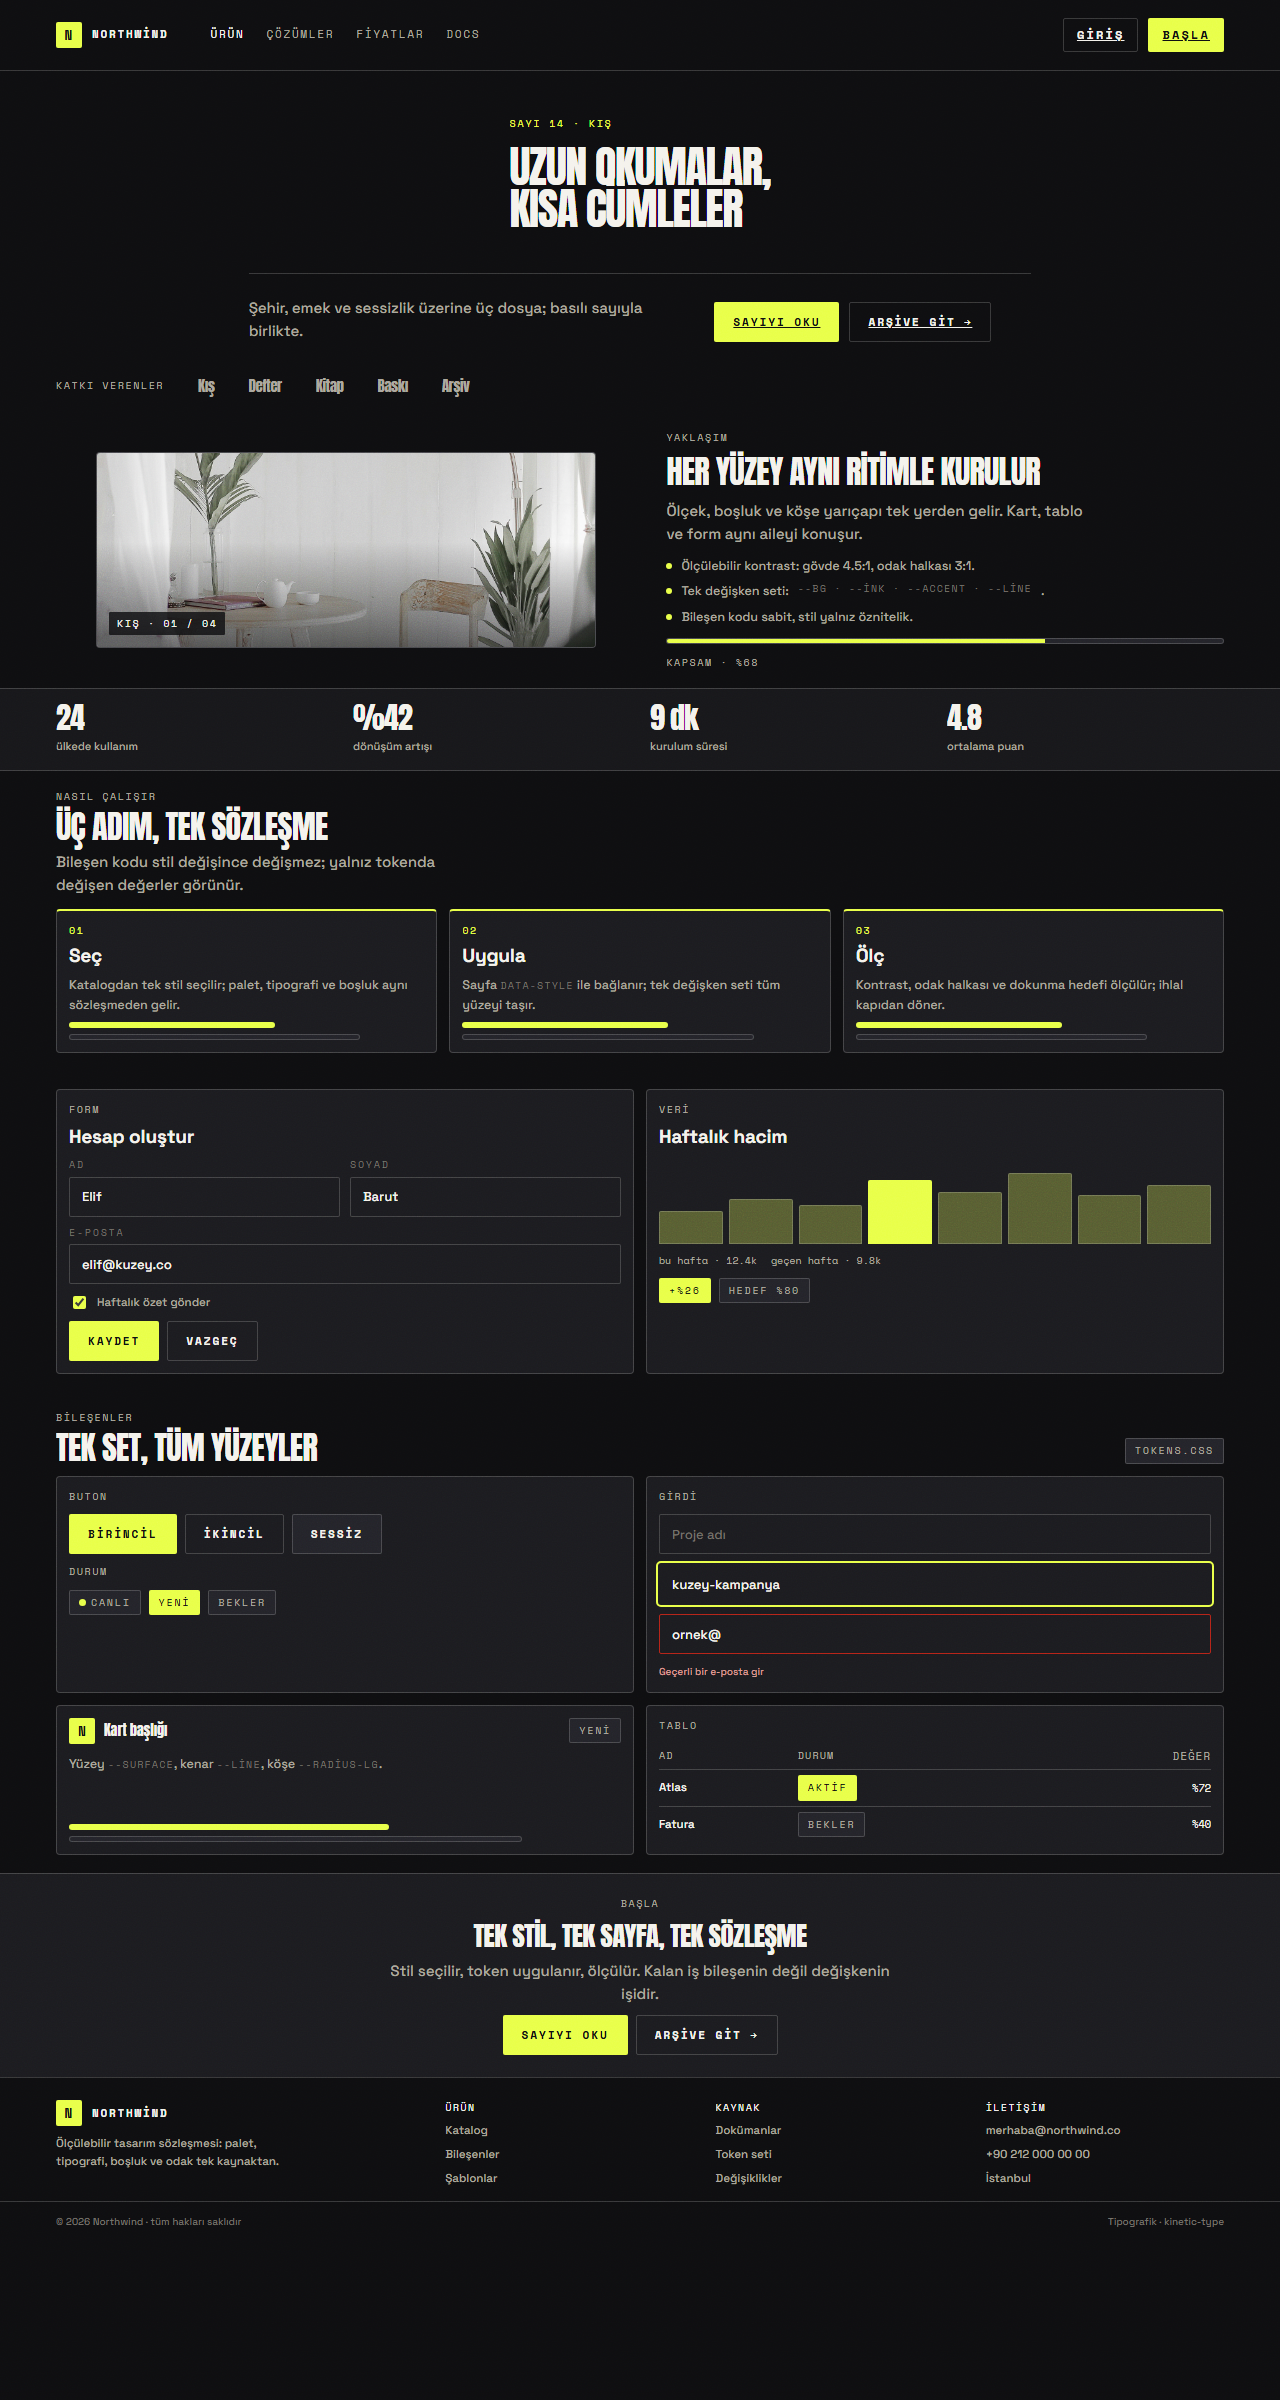 N NORTHWİND ÜRÜN ÇÖZÜMLER FİYATLAR DOCS GİRİŞ BAŞLA
SAYI 14 · KIŞ
UZUN OKUMALAR,
KISA CÜMLELER
Şehir, emek ve sessizlik üzerine üç dosya; basılı sayıyla
birlikte.
SAYIYI OKU ARŞİVE GİT →
KATKI VERENLER Kış Defter Kitap Baskı Arşiv
KIŞ · 01 / 04
YAKLAŞIM
HER YÜZEY AYNI RİTİMLE KURULUR
Ölçek, boşluk ve köşe yarıçapı tek yerden gelir. Kart, tablo
ve form aynı aileyi konuşur.
Ölçülebilir kontrast: gövde 4.5:1, odak halkası 3:1.
Tek değişken seti: --BG · --İNK · --ACCENT · --LİNE .
Bileşen kodu sabit, stil yalnız öznitelik.
KAPSAM · %68
24 %42 9 dk 4.8
ülkede kullanım dönüşüm artışı kurulum süresi ortalama puan
NASIL ÇALIŞIR
ÜÇ ADIM, TEK SÖZLEŞME
Bileşen kodu stil değişince değişmez; yalnız tokenda
değişen değerler görünür.
01
Seç
Katalogdan tek stil seçilir; palet, tipografi ve boşluk aynı
sözleşmeden gelir.
02
Uygula
Sayfa DATA-STYLE ile bağlanır; tek değişken seti tüm
yüzeyi taşır.
03
Ölç
Kontrast, odak halkası ve dokunma hedefi ölçülür; ihlal
kapıdan döner.
FORM
Hesap oluştur
AD SOYAD
Elif Barut
E-POSTA
elif@kuzey.co
Haftalık özet gönder
KAYDET VAZGEÇ
VERİ
Haftalık hacim
bu hafta · 12.4k geçen hafta · 9.8k
+%26 HEDEF %80
BİLEŞENLER
TEK SET, TÜM YÜZEYLER
TOKENS.CSS
BUTON
BİRİNCİL İKİNCİL SESSİZ
DURUM
CANLI YENİ BEKLER
GİRDİ
Proje adı
kuzey-kampanya
ornek@
Geçerli bir e-posta gir
N Kart başlığı YENİ
Yüzey --SURFACE, kenar --LİNE, köşe --RADİUS-LG.
TABLO
AD DURUM DEĞER
Atlas AKTİF %72
Fatura BEKLER %40
BAŞLA
TEK STİL, TEK SAYFA, TEK SÖZLEŞME
Stil seçilir, token uygulanır, ölçülür. Kalan iş bileşenin değil değişkenin
işidir.
SAYIYI OKU ARŞİVE GİT →
N NORTHWİND
Ölçülebilir tasarım sözleşmesi: palet,
tipografi, boşluk ve odak tek kaynaktan.
ÜRÜN
Katalog
Bileşenler
Şablonlar
KAYNAK
Dokümanlar
Token seti
Değişiklikler
İLETİŞİM
merhaba@northwind.co
+90 212 000 00 00
İstanbul
© 2026 Northwind · tüm hakları saklıdır
Tipografik · kinetic-type